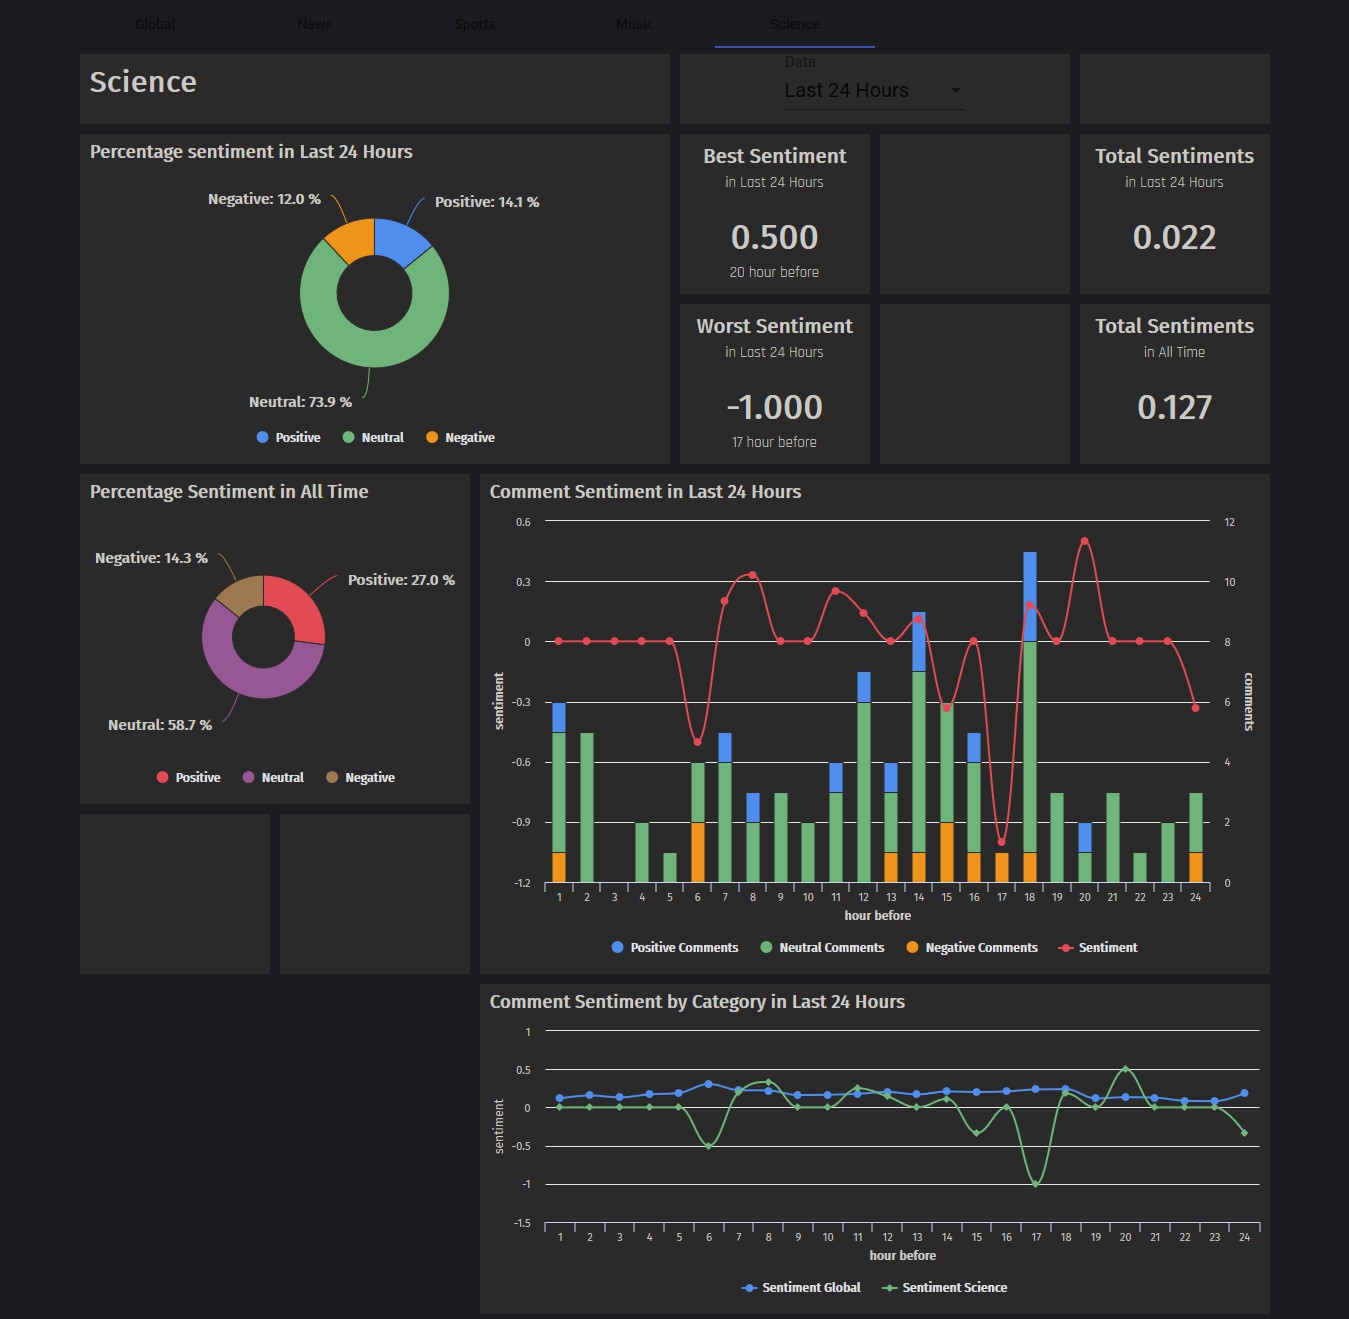 Global News Sports Music Science
Science
Data
Last 24 Hours
Percentage sentiment in Last 24 Hours
Negative: 12.0 %
Positive: 14.1 %
Neutral: 73.9 %
Positive Neutral Negative
Best Sentiment
in Last 24 Hours
0.500
20 hour before
Total Sentiments
in Last 24 Hours
0.022
Worst Sentiment
in Last 24 Hours
-1.000
17 hour before
Total Sentiments
in All Time
0.127
Percentage Sentiment in All Time
Negative: 14.3 %
Positive: 27.0 %
Neutral: 58.7 %
Positive Neutral Negative
Comment Sentiment in Last 24 Hours
0.6
0.3
0
-0.3
-0.6
-0.9
-1.2
sentiment
12
10
8
6
4
2
0
comments
1 2 3 4 5 6 7 8 9 10 11 12 13 14 15 16 17 18 19 20 21 22 23 24
hour before
Positive Comments Neutral Comments Negative Comments Sentiment
Comment Sentiment by Category in Last 24 Hours
1
0.5
0
-0.5
-1
-1.5
sentiment
1 2 3 4 5 6 7 8 9 10 11 12 13 14 15 16 17 18 19 20 21 22 23 24
hour before
Sentiment Global Sentiment Science